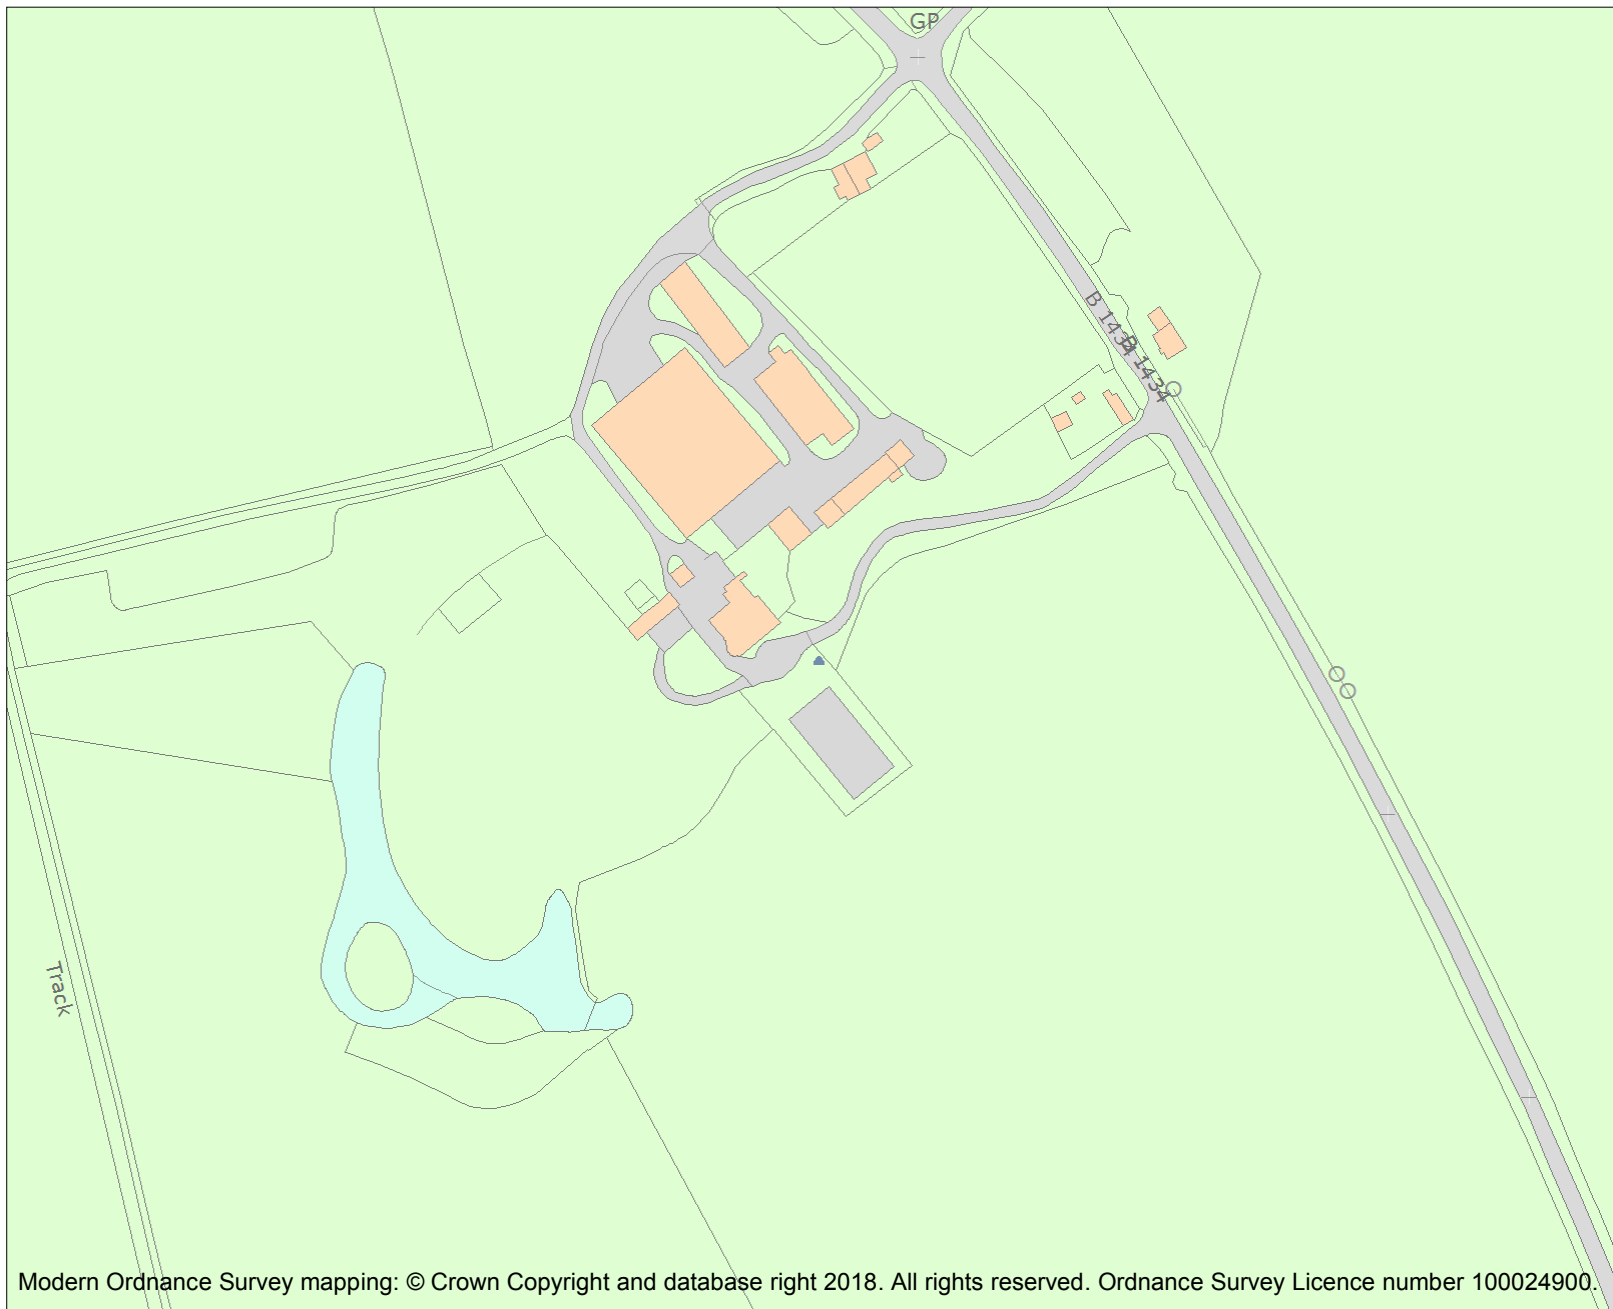 GP
B 1434
B 1434
Track
Modern Ordnance Survey mapping: © Crown Copyright and database right 2018. All rights reserved. Ordnance Survey Licence number 100024900.